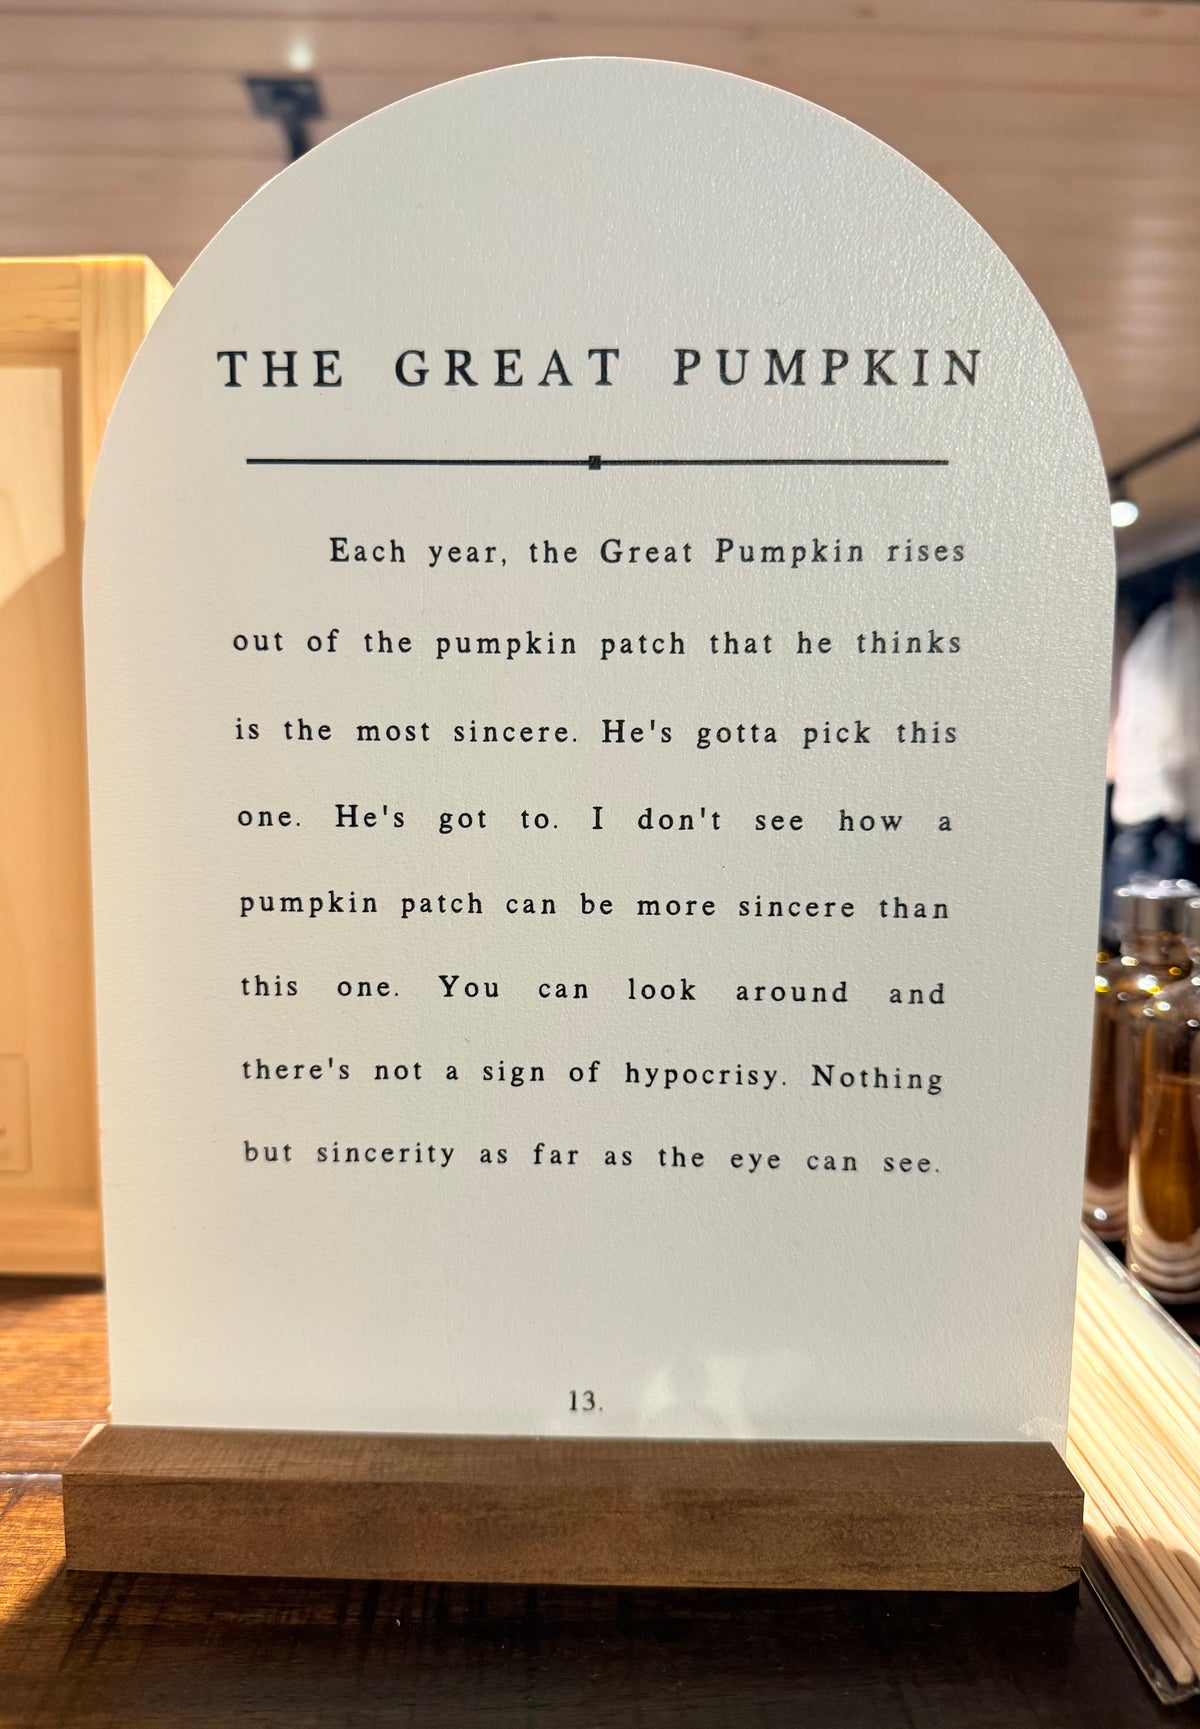 THE GREAT PUMPKIN
Each year, the Great Pumpkin rises
out of the pumpkin patch that he thinks
is the most sincere. He's gotta pick this
one. He's got to. I don't see how a
pumpkin patch can be more sincere than
this one. You can look around and
there's not a sign of hypocrisy. Nothing
but sincerity as far as the eye can see.
13.